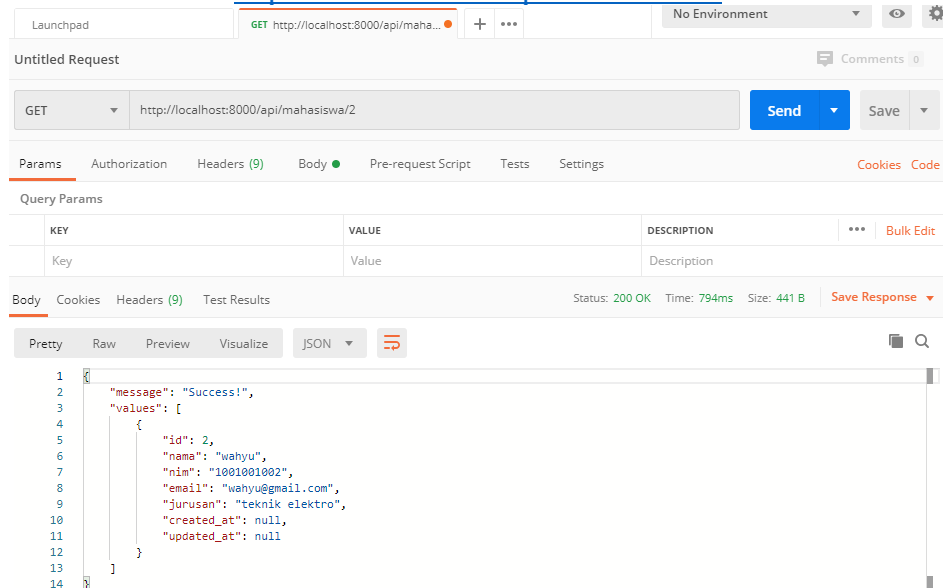 Launchpad GET http://localhost:8000/api/maha... No Environment
Untitled Request Comments 0
GET http://localhost:8000/api/mahasiswa/2 Send Save
Params Authorization Headers (9) Body Pre-request Script Tests Settings Cookies Code
Query Params
KEY VALUE DESCRIPTION Bulk Edit
Key Value Description
Body Cookies Headers (9) Test Results Status: 200 OK Time: 794ms Size: 441 B Save Response
Pretty Raw Preview Visualize JSON
1 {
2 "message": "Success!",
3 "values": [
4 {
5 "id": 2,
6 "nama": "wahyu",
7 "nim": "1001001002",
8 "email": "wahyu@gmail.com",
9 "jurusan": "teknik elektro",
10 "created_at": null,
11 "updated_at": null
12 }
13 ]
14 }